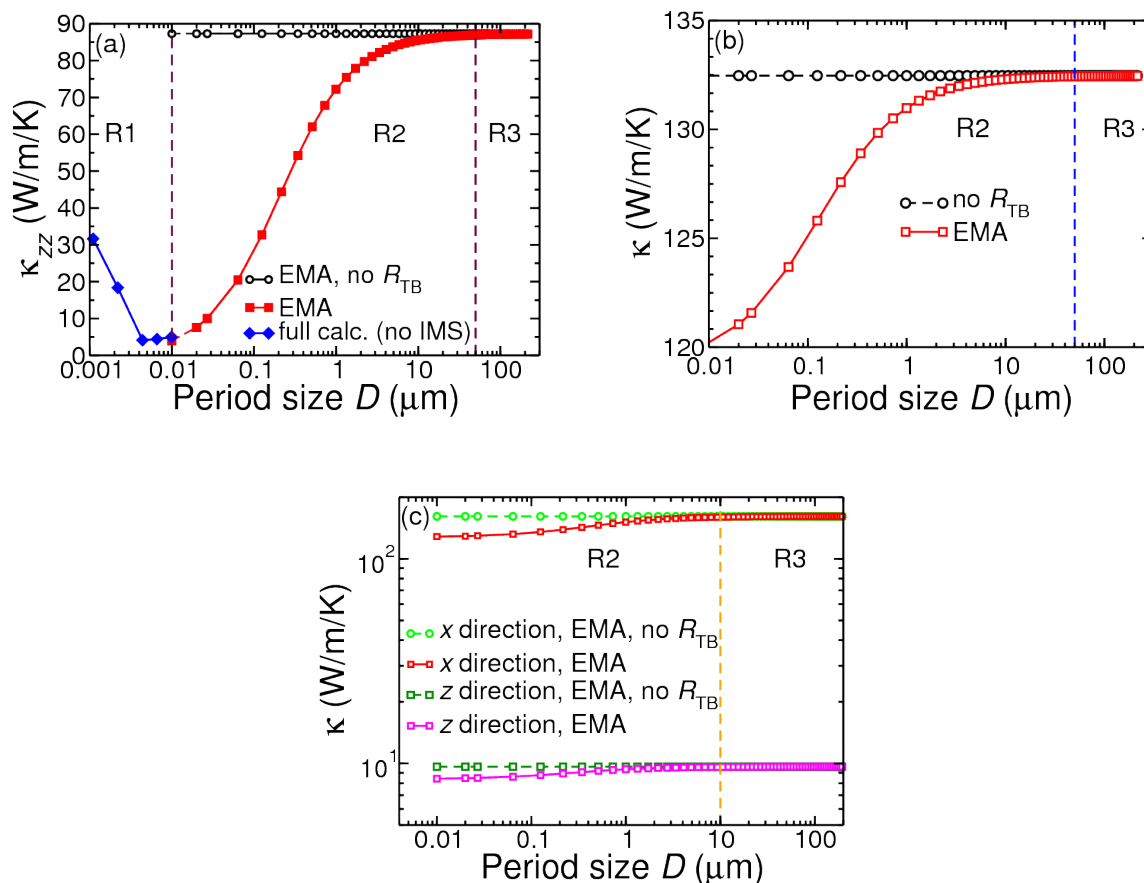 (a)
90
80
70
60
50
40
30
20
10
0
κzz (W/m/K)
R1
R2
R3
EMA, no RTB
EMA
full calc. (no IMS)
0.001
0.01
0.1
1
10
100
Period size D (μm)
(b)
135
130
125
120
κ (W/m/K)
R2
R3
no RTB
EMA
0.01
0.1
1
10
100
Period size D (μm)
(c)
10²
10¹
κ (W/m/K)
R2
R3
x direction, EMA, no RTB
x direction, EMA
z direction, EMA, no RTB
z direction, EMA
0.01
0.1
1
10
100
Period size D (μm)